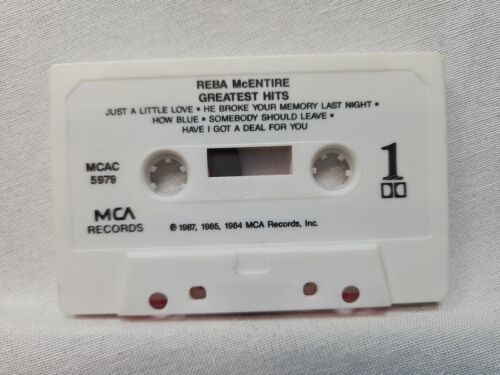 REBA McENTIRE
GREATEST HITS
JUST A LITTLE LOVE • HE BROKE YOUR MEMORY LAST NIGHT •
HOW BLUE • SOMEBODY SHOULD LEAVE •
HAVE I GOT A DEAL FOR YOU
MCAC
5979
1
MCA
RECORDS
℗ 1987, 1985, 1984 MCA Records, Inc.